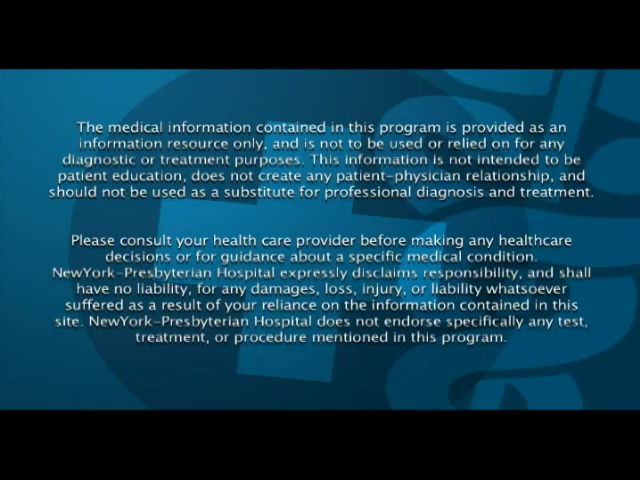 The medical information contained in this program is provided as an
information resource only, and is not to be used or relied on for any
diagnostic or treatment purposes. This information is not intended to be
patient education, does not create any patient-physician relationship, and
should not be used as a substitute for professional diagnosis and treatment.
Please consult your health care provider before making any healthcare
decisions or for guidance about a specific medical condition.
NewYork-Presbyterian Hospital expressly disclaims responsibility, and shall
have no liability, for any damages, loss, injury, or liability whatsoever
suffered as a result of your reliance on the information contained in this
site. NewYork-Presbyterian Hospital does not endorse specifically any test,
treatment, or procedure mentioned in this program.